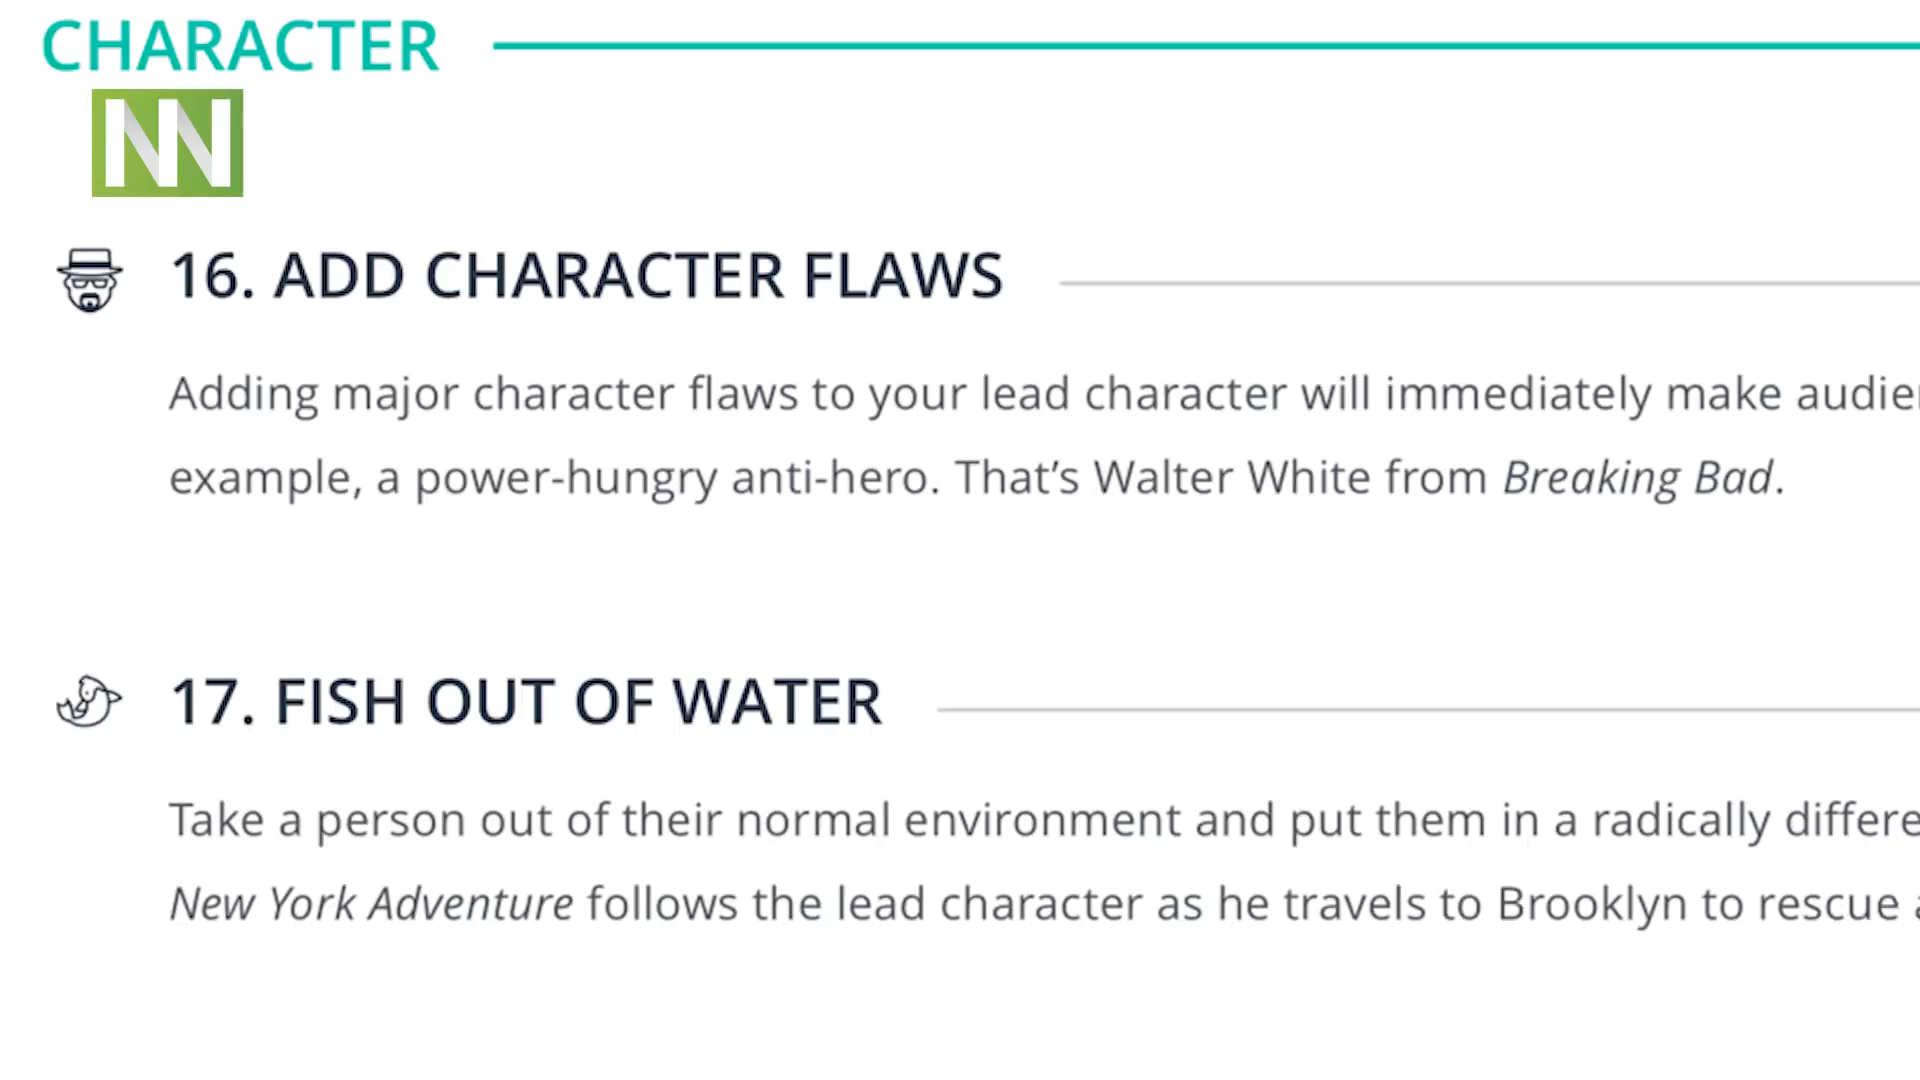 CHARACTER
NN
16. ADD CHARACTER FLAWS
Adding major character flaws to your lead character will immediately make
example, a power-hungry anti-hero. That’s Walter White from Breaking Bad.
17. FISH OUT OF WATER
Take a person out of their normal environment and put them in a radically
New York Adventure follows the lead character as he travels to Brooklyn to rescue